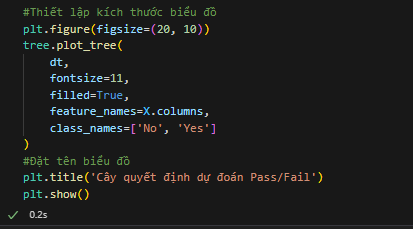 #Thiết lập kích thước biểu đồ
plt.figure(figsize=(20, 10))
tree.plot_tree(
    dt,
    fontsize=11,
    filled=True,
    feature_names=X.columns,
    class_names=['No', 'Yes']
)
#Đặt tên biểu đồ
plt.title('Cây quyết định dự đoán Pass/Fail')
plt.show()
0.2s